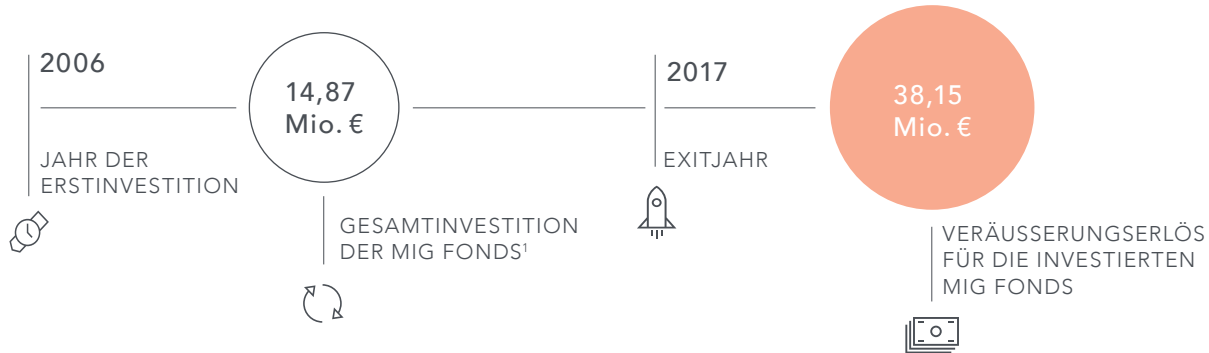 2006
JAHR DER
ERSTINVESTITION
14,87
Mio. €
GESAMTINVESTITION
DER MIG FONDS¹
2017
EXITJAHR
38,15
Mio. €
VERÄUSSERUNGSERLÖS
FÜR DIE INVESTIERTEN
MIG FONDS